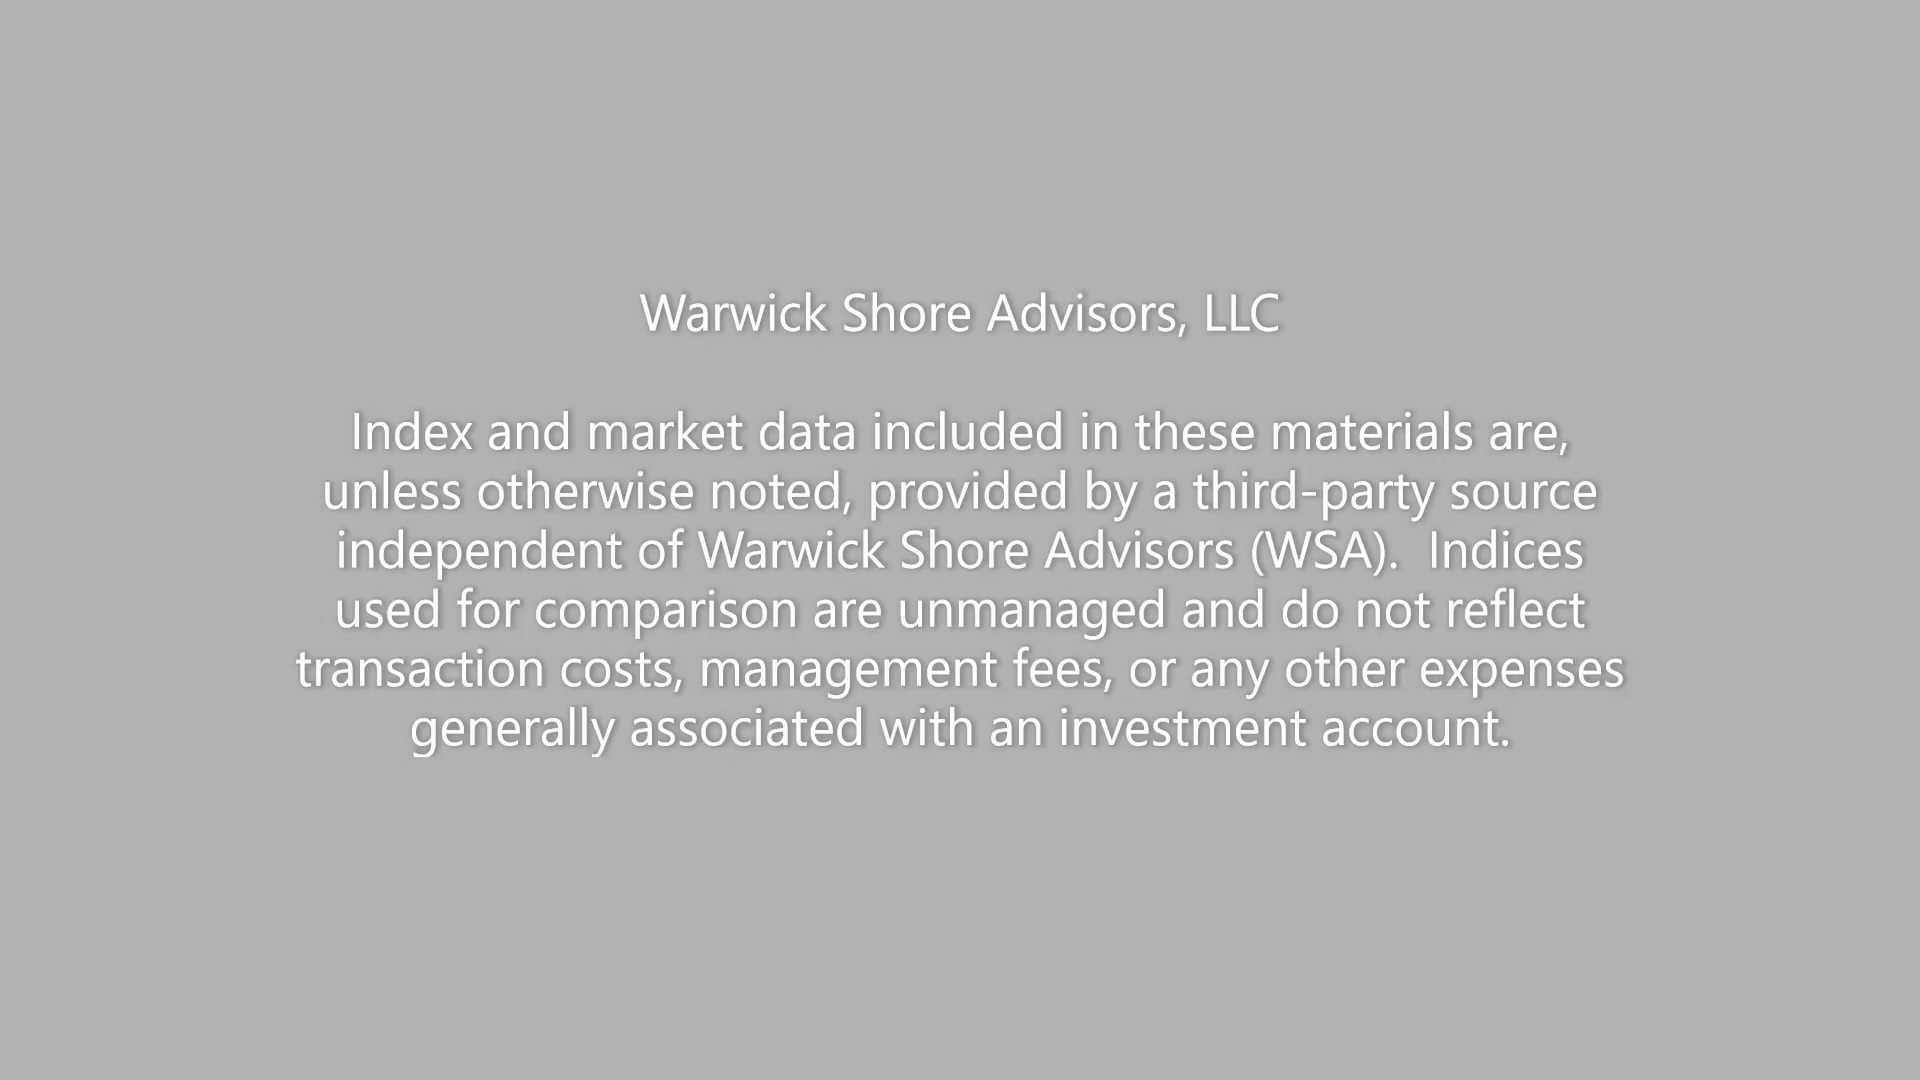 Warwick Shore Advisors, LLC
Index and market data included in these materials are,
unless otherwise noted, provided by a third-party source
independent of Warwick Shore Advisors (WSA).  Indices
used for comparison are unmanaged and do not reflect
transaction costs, management fees, or any other expenses
generally associated with an investment account.